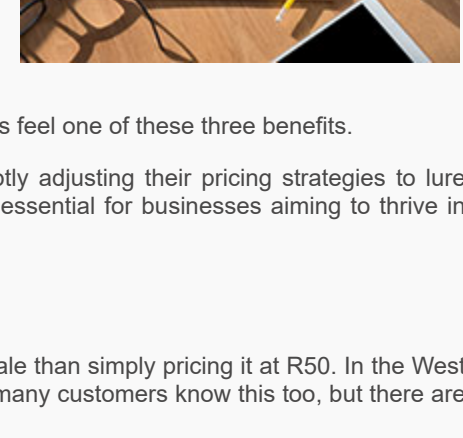 s feel one of these three benefits.
ptly adjusting their pricing strategies to lure
essential for businesses aiming to thrive in
ale than simply pricing it at R50. In the West
many customers know this too, but there are